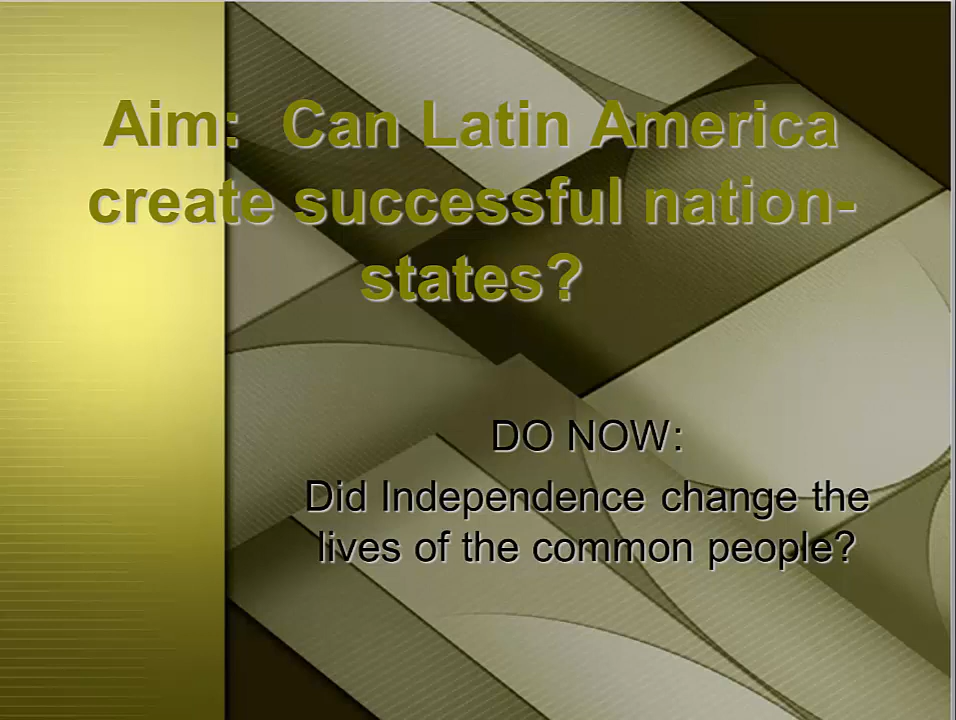 Aim:  Can Latin America
create successful nation-
states?
DO NOW:
Did Independence change the
lives of the common people?